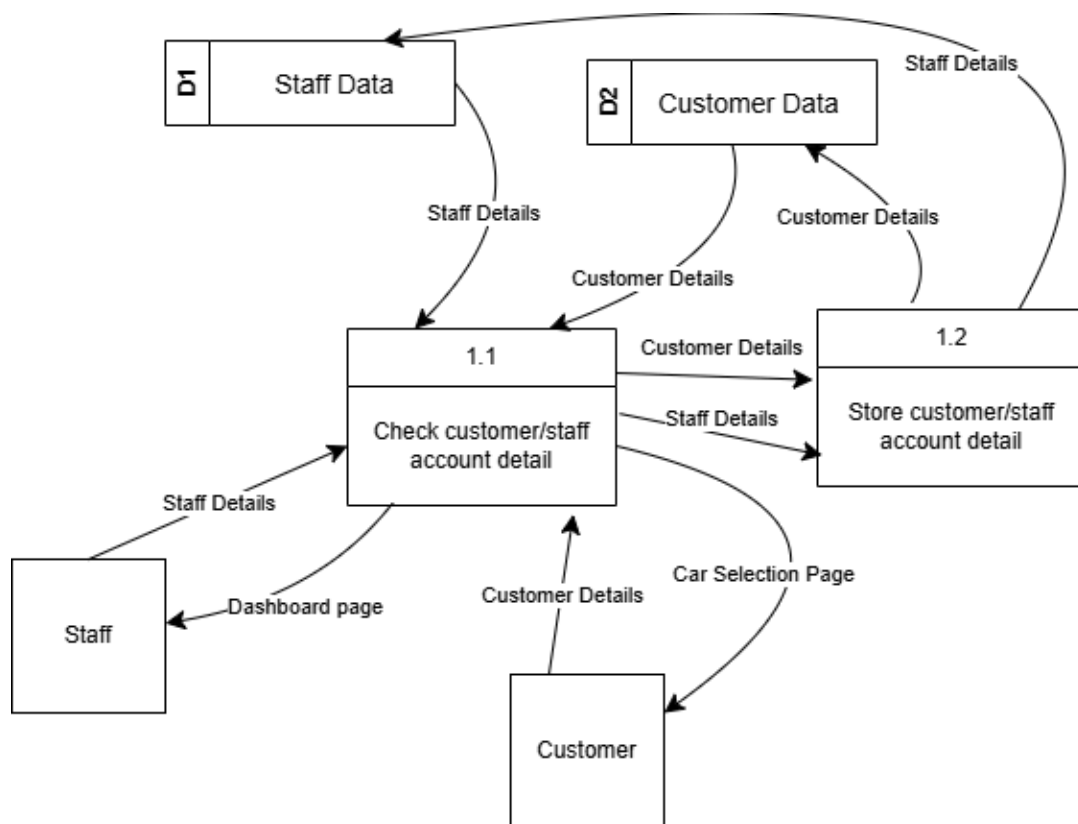 Staff Details
D1
Staff Data
D2
Customer Data
Staff Details
Customer Details
Customer Details
1.1
Customer Details
1.2
Check customer/staff
account detail
Staff Details
Store customer/staff
account detail
Staff Details
Car Selection Page
Customer Details
Dashboard page
Staff
Customer